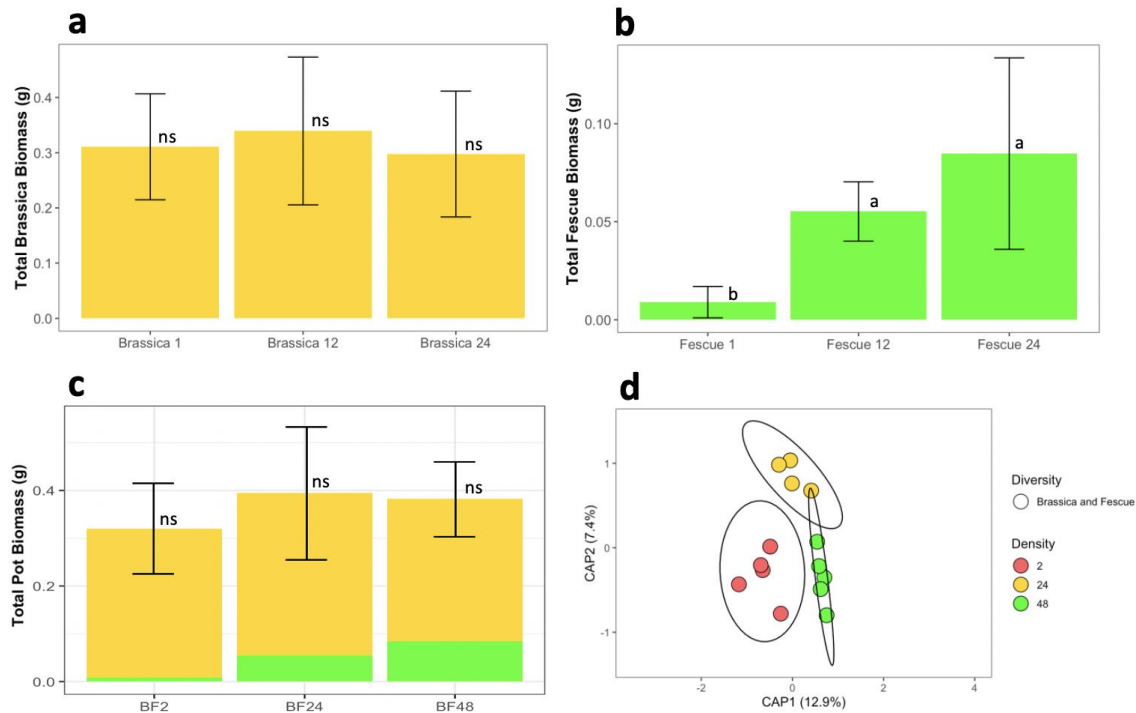 a
Total Brassica Biomass (g)
0.4
0.3
0.2
0.1
0.0
ns
ns
ns
Brassica 1
Brassica 12
Brassica 24
b
Total Fescue Biomass (g)
0.10
0.05
0.00
b
a
a
Fescue 1
Fescue 12
Fescue 24
c
Total Pot Biomass (g)
0.4
0.2
0.0
ns
ns
ns
BF2
BF24
BF48
d
CAP2 (7.4%)
1
0
-1
-2
0
2
4
CAP1 (12.9%)
Diversity
Brassica and Fescue
Density
2
24
48